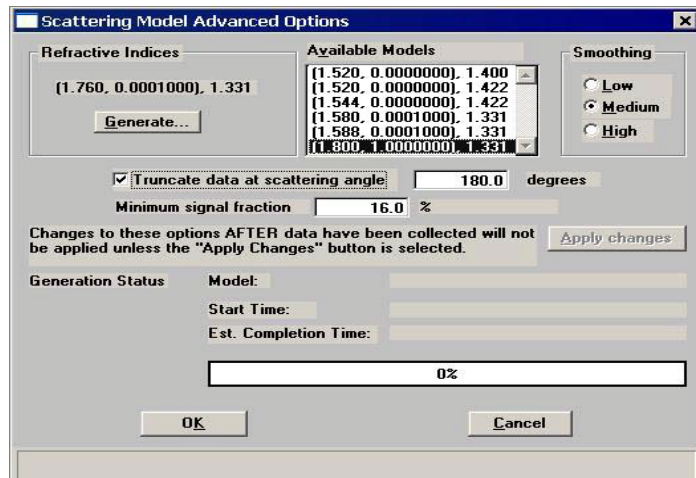 Scattering Model Advanced Options
Refractive Indices
(1.760, 0.0001000), 1.331
Generate...
Available Models
(1.520, 0.0000000), 1.400
(1.520, 0.0000000), 1.422
(1.544, 0.0000000), 1.422
(1.580, 0.0001000), 1.331
(1.588, 0.0001000), 1.331
(1.800, 1.0000000), 1.331
Smoothing
Low
Medium
High
Truncate data at scattering angle 180.0 degrees
Minimum signal fraction 16.0 %
Changes to these options AFTER data have been collected will not
be applied unless the "Apply Changes" button is selected.
Apply changes
Generation Status Model:
Start Time:
Est. Completion Time:
0%
OK Cancel